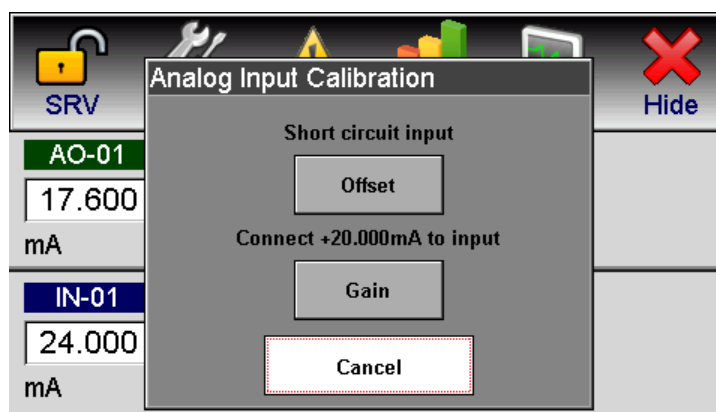 SRV
Hide
Analog Input Calibration
Short circuit input
Offset
Connect +20.000mA to input
Gain
Cancel
AO-01
17.600
mA
IN-01
24.000
mA